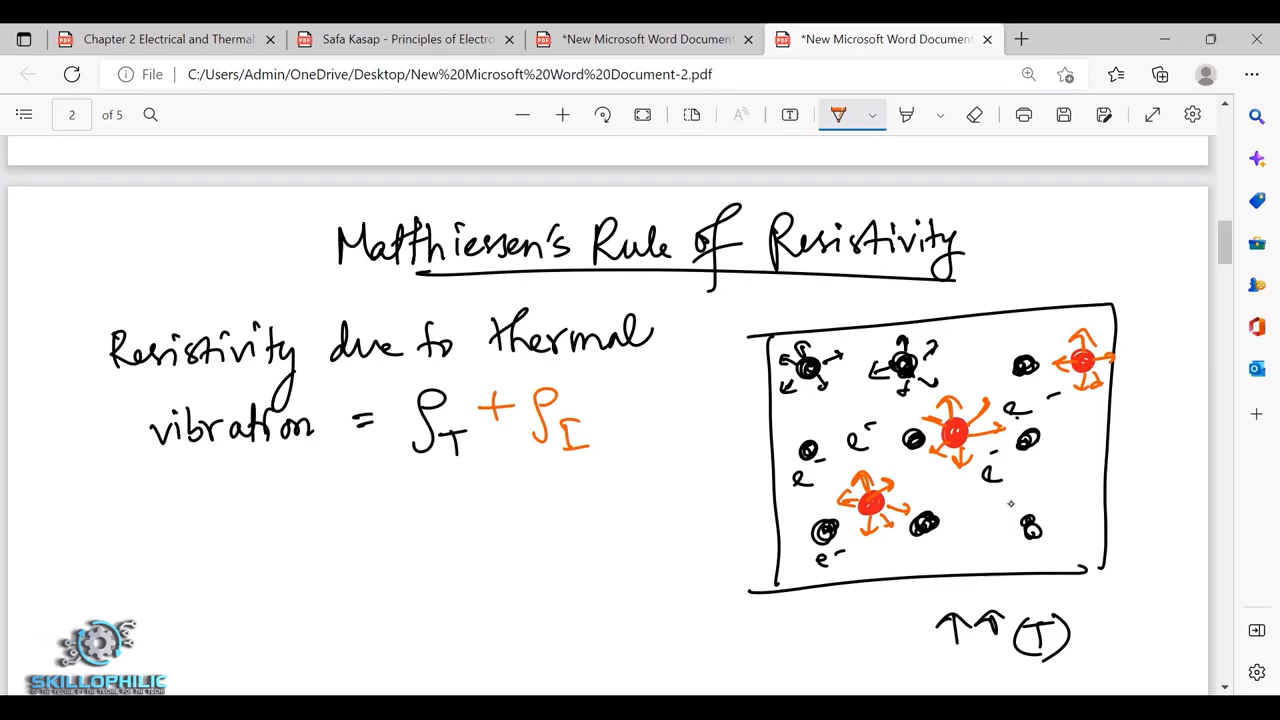 Chapter 2 Electrical and Thermal
Safa Kasap - Principles of Electro
*New Microsoft Word Document
*New Microsoft Word Document
File
C:/Users/Admin/OneDrive/Desktop/New%20Microsoft%20Word%20Document-2.pdf
2 of 5
Matthiessen's Rule of Resistivity
Resistivity due to thermal
vibration = ρT + ρI
e-
e-
e-
e-
e-
↑↑ (T)
SKILLOPHILIC